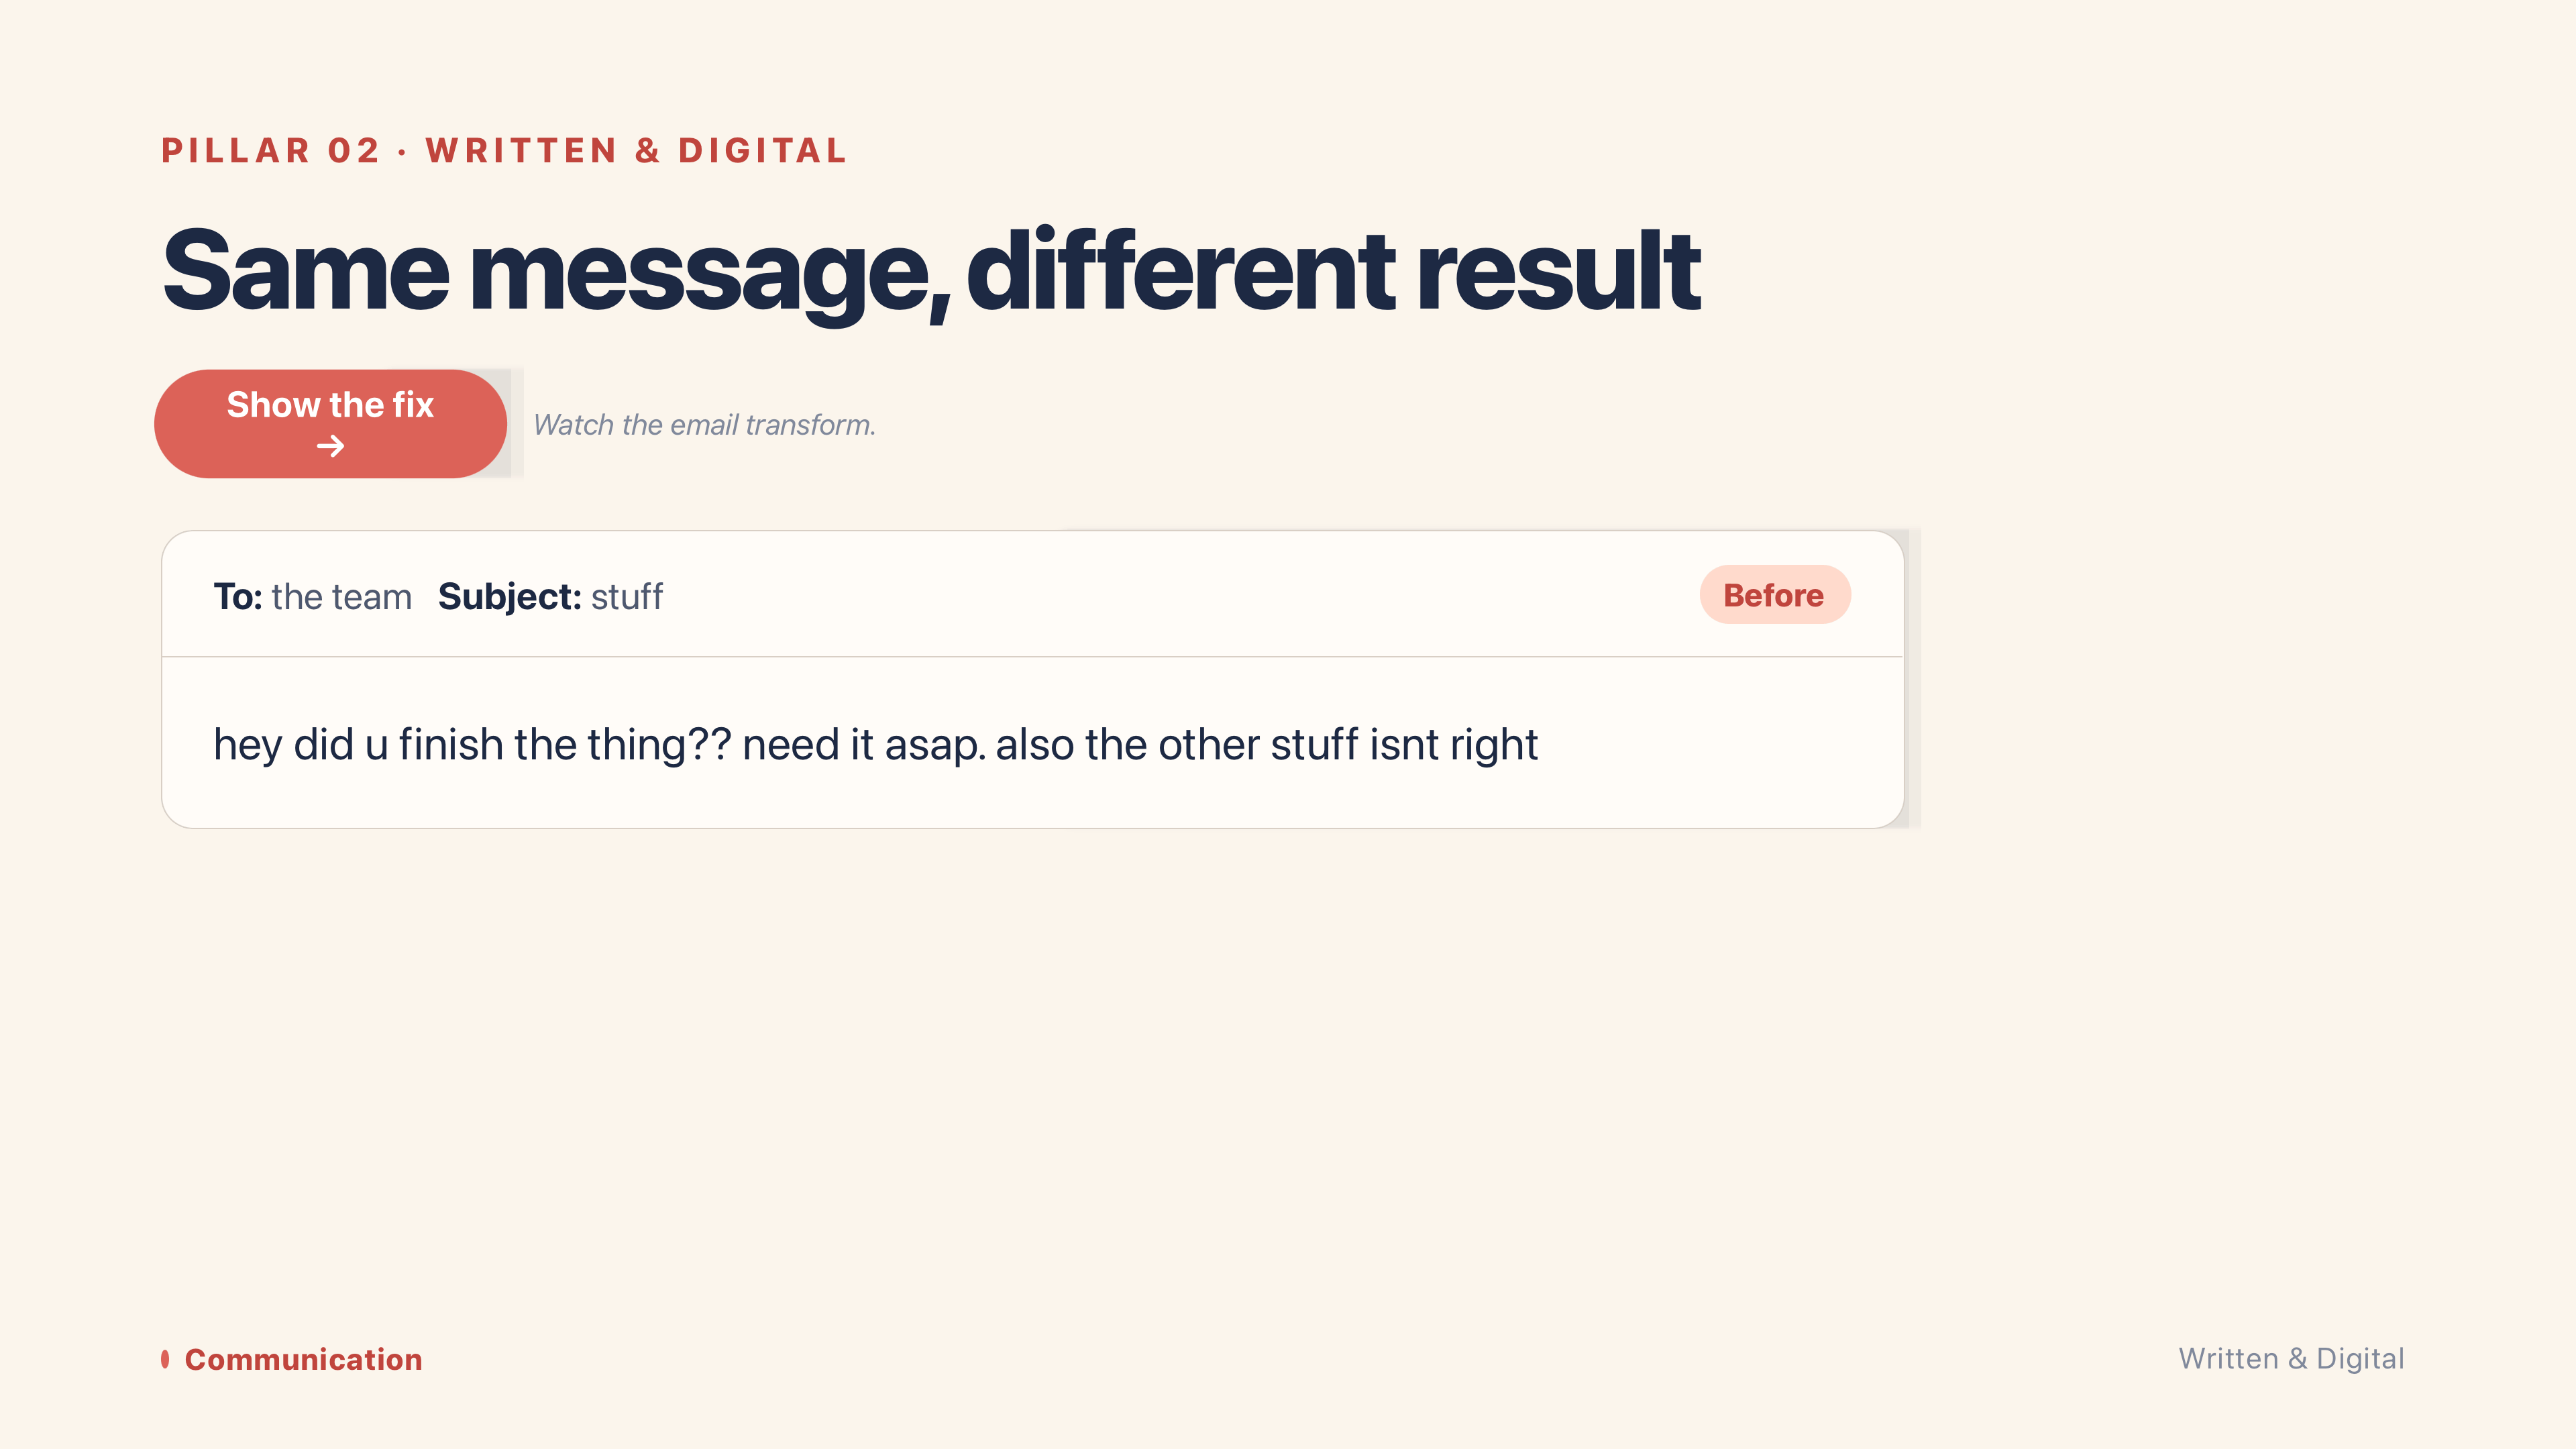 PILLAR 02 · WRITTEN & DIGITAL
Same message, different result
Show the fix
→
Watch the email transform.
To: the team Subject: stuff
Before
hey did u finish the thing?? need it asap. also the other stuff isnt right
Communication
Written & Digital